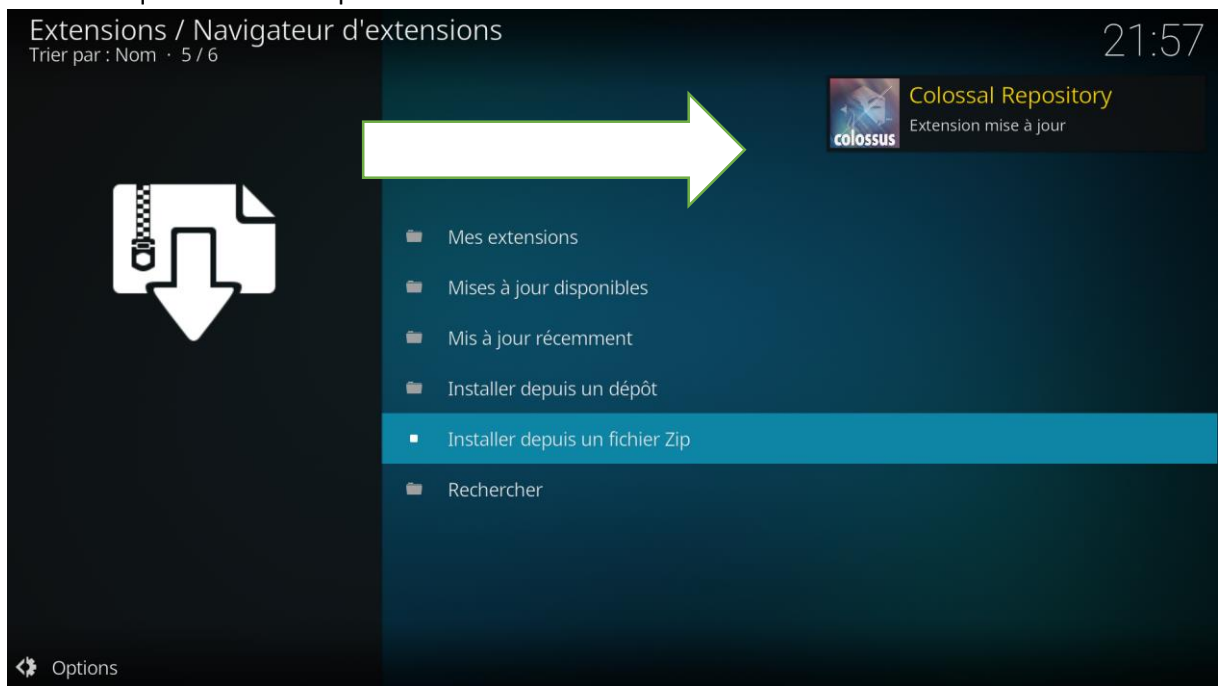 Extensions / Navigateur d'extensions
Trier par : Nom · 5 / 6
21:57
Colossal Repository
Extension mise à jour
colossus
Mes extensions
Mises à jour disponibles
Mis à jour récemment
Installer depuis un dépôt
Installer depuis un fichier Zip
Rechercher
Options